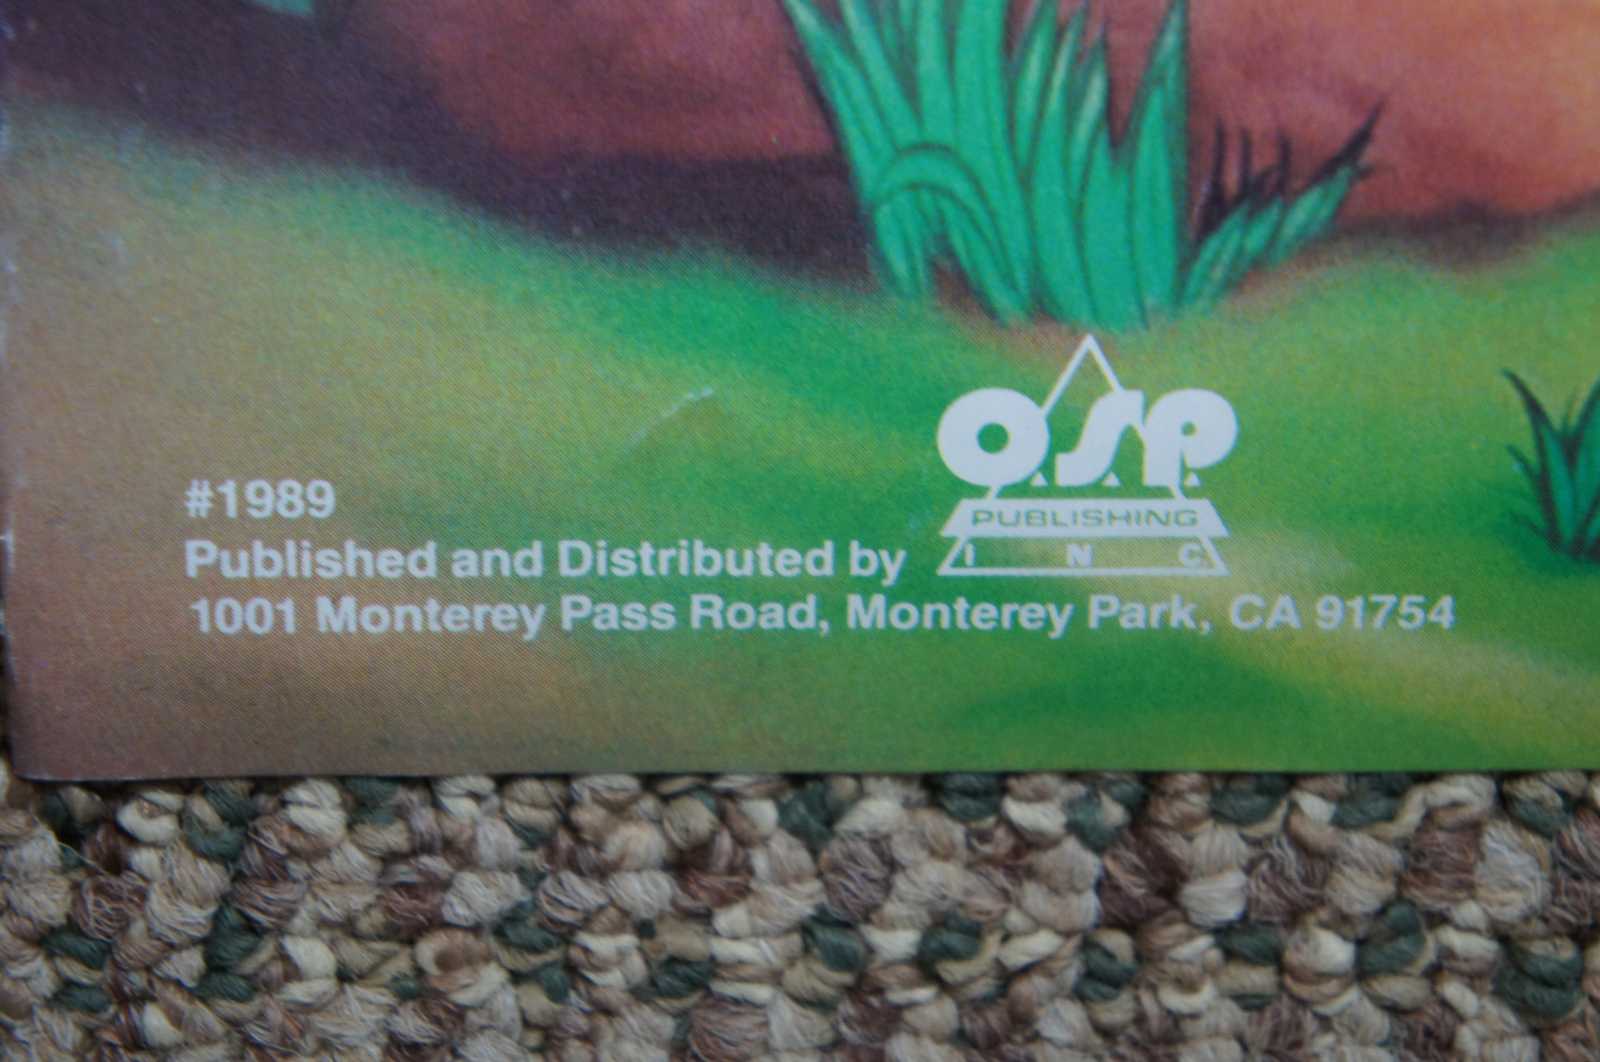 #1989
O.S.P.
PUBLISHING
INC.
Published and Distributed by
1001 Monterey Pass Road, Monterey Park, CA 91754